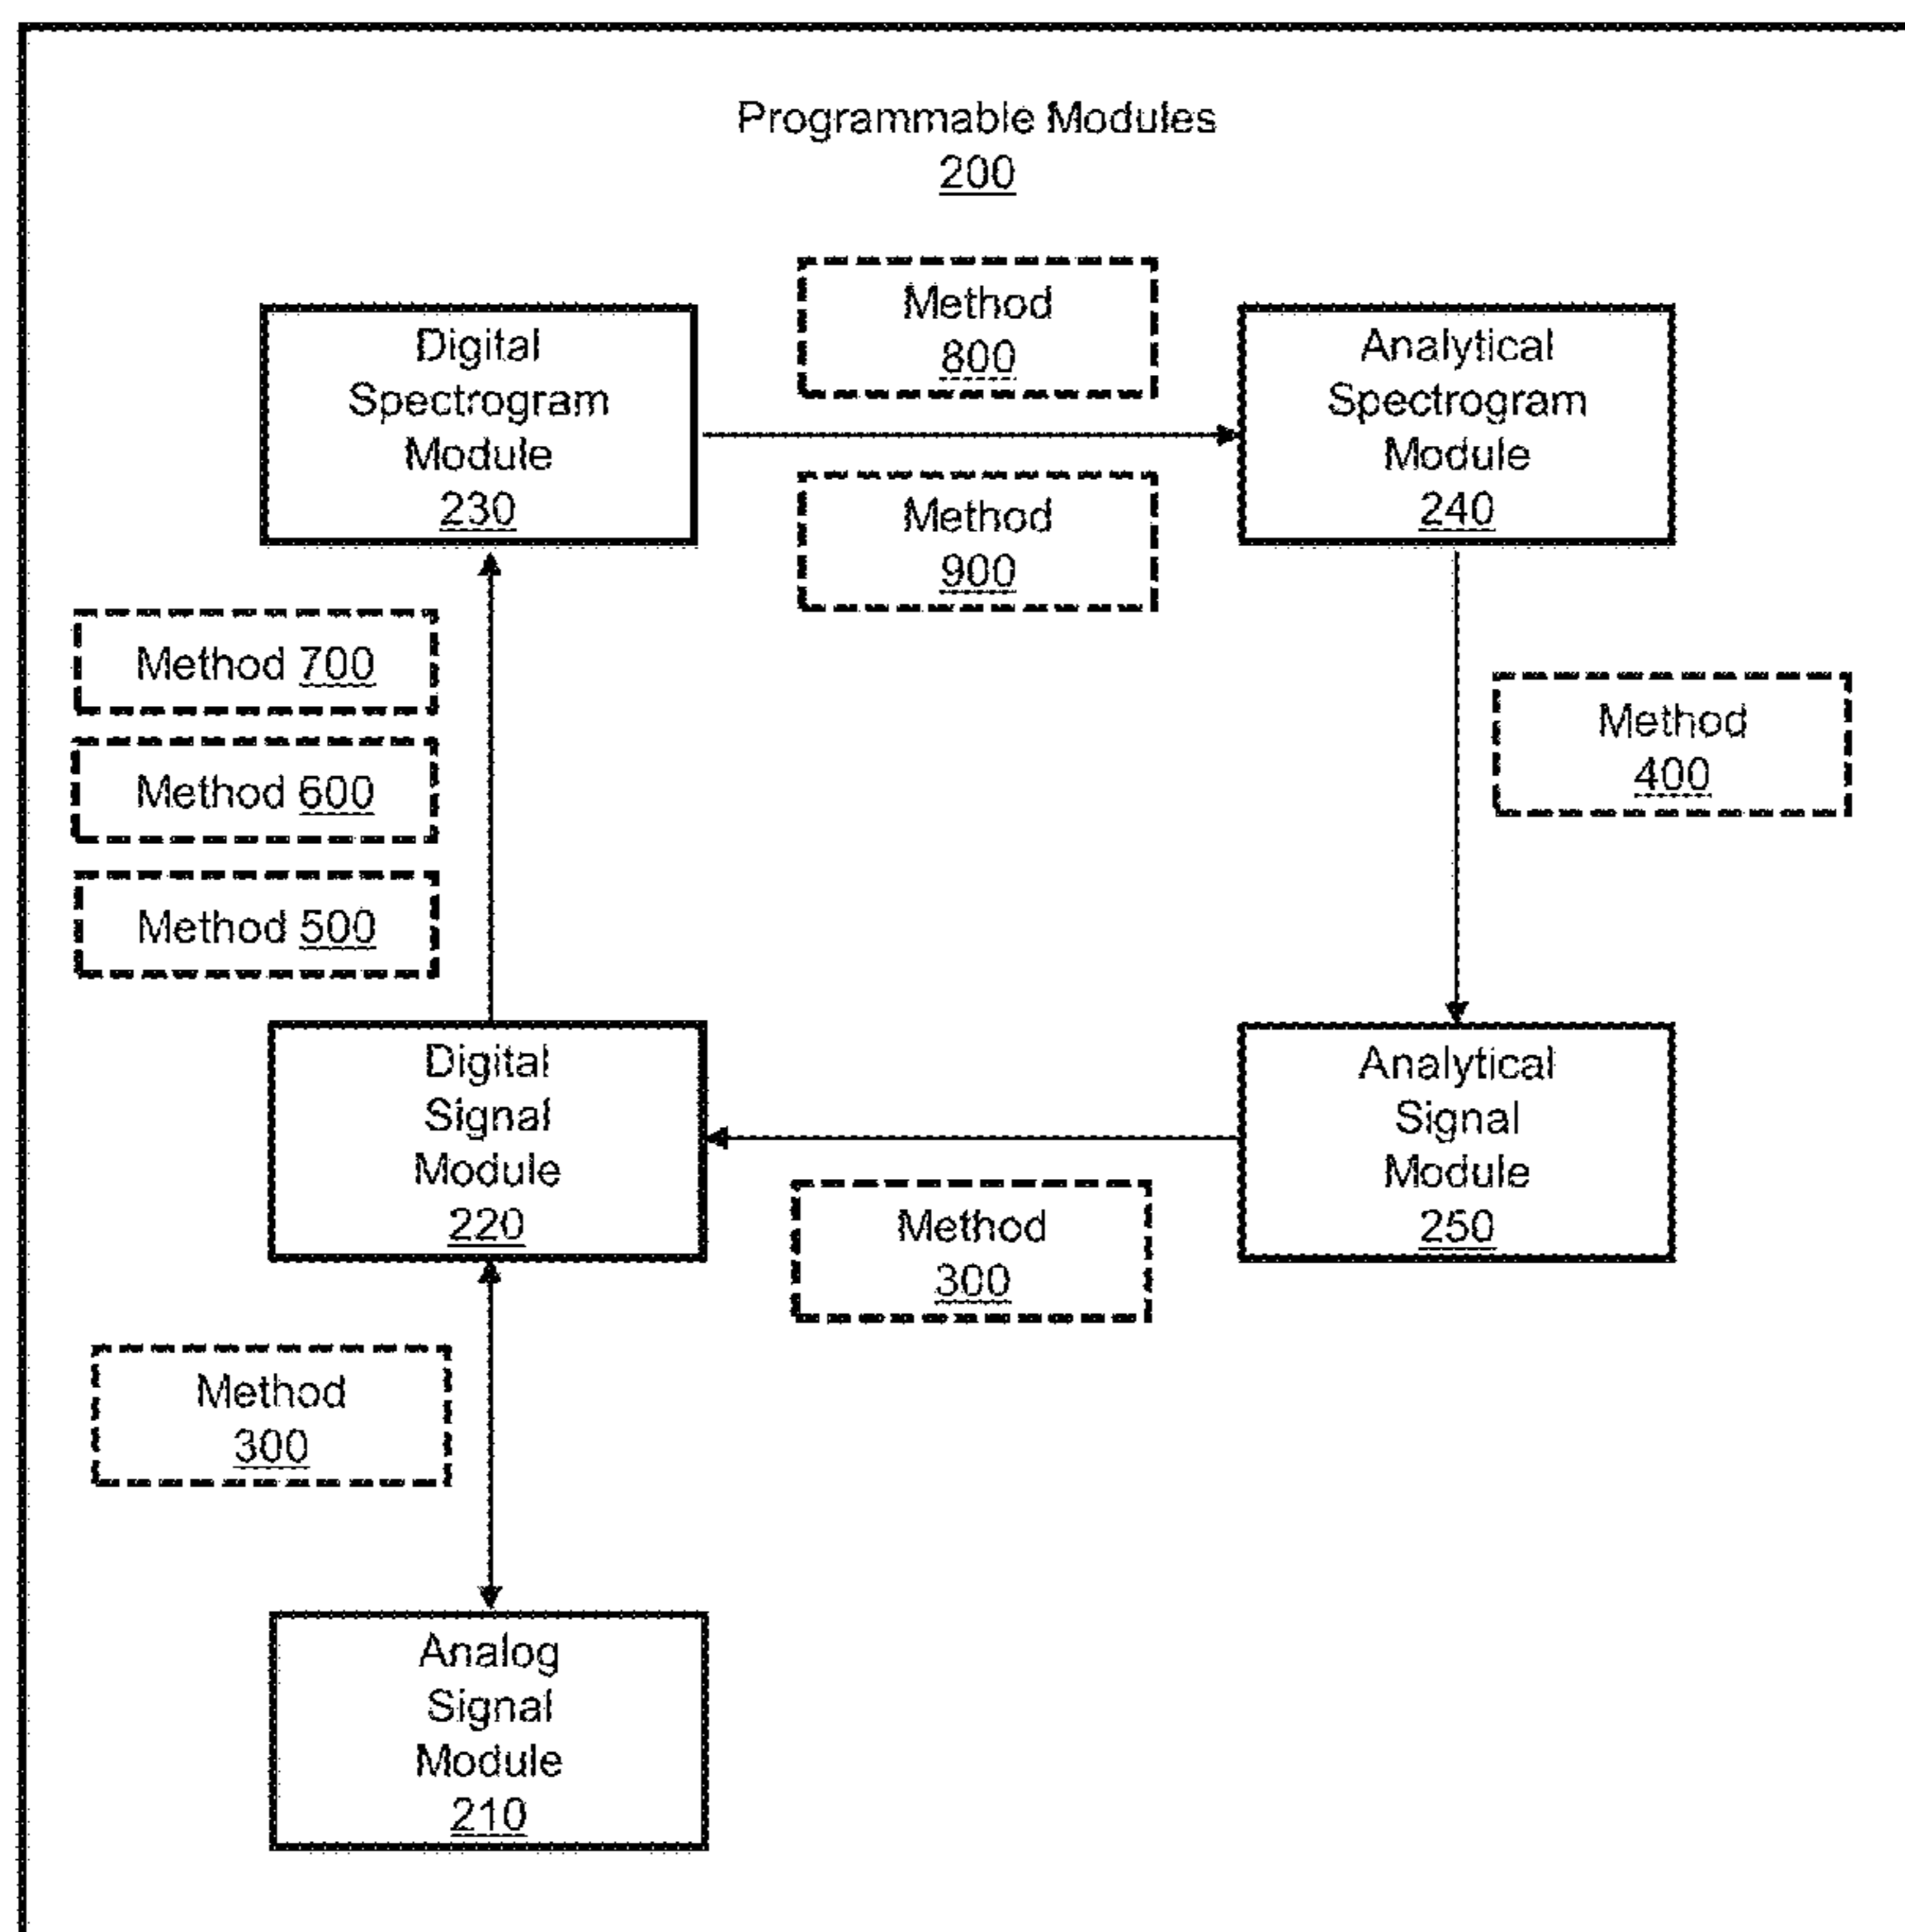 Programmable Modules
200
Digital
Spectrogram
Module
230
Method
800
Method
900
Analytical
Spectrogram
Module
240
Method 700
Method 600
Method 500
Method
400
Digital
Signal
Module
220
Method
300
Analytical
Signal
Module
250
Method
300
Analog
Signal
Module
210